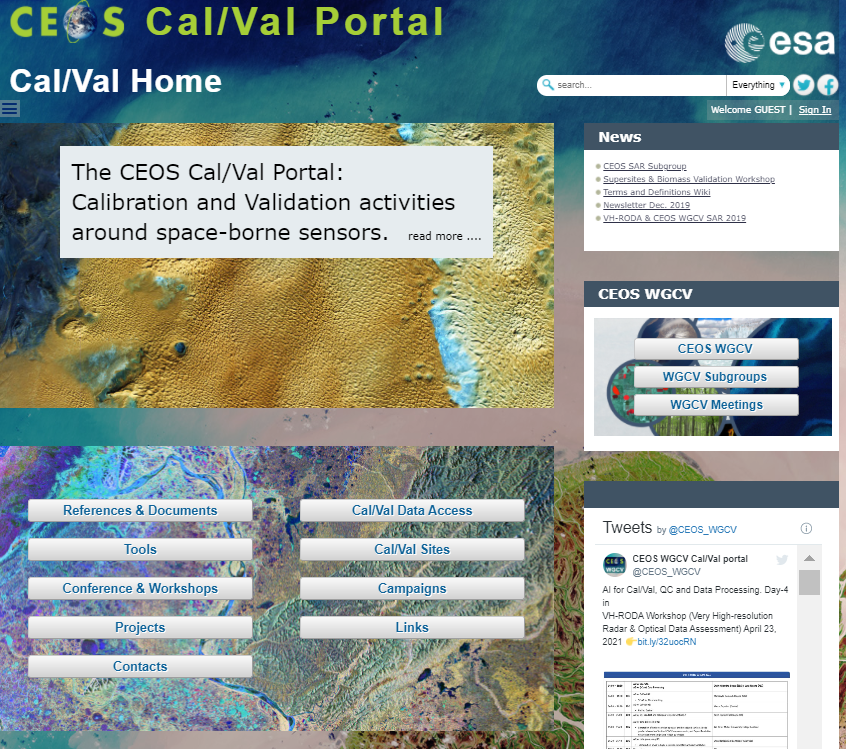 CEOS Cal/Val Portal
esa
Cal/Val Home
search...
Everything
Welcome GUEST | Sign In
The CEOS Cal/Val Portal:
Calibration and Validation activities
around space-borne sensors. read more ....
News
CEOS SAR Subgroup
Supersites & Biomass Validation Workshop
Terms and Definitions Wiki
Newsletter Dec. 2019
VH-RODA & CEOS WGCV SAR 2019
CEOS WGCV
CEOS WGCV
WGCV Subgroups
WGCV Meetings
References & Documents
Cal/Val Data Access
Tools
Cal/Val Sites
Conference & Workshops
Campaigns
Projects
Links
Contacts
Tweets by @CEOS_WGCV
CEOS WGCV Cal/Val portal
@CEOS_WGCV
AI for Cal/Val, QC and Data Processing. Day-4
in
VH-RODA Workshop (Very High-resolution
Radar & Optical Data Assessment) April 23,
2021 👉bit.ly/32uocRN